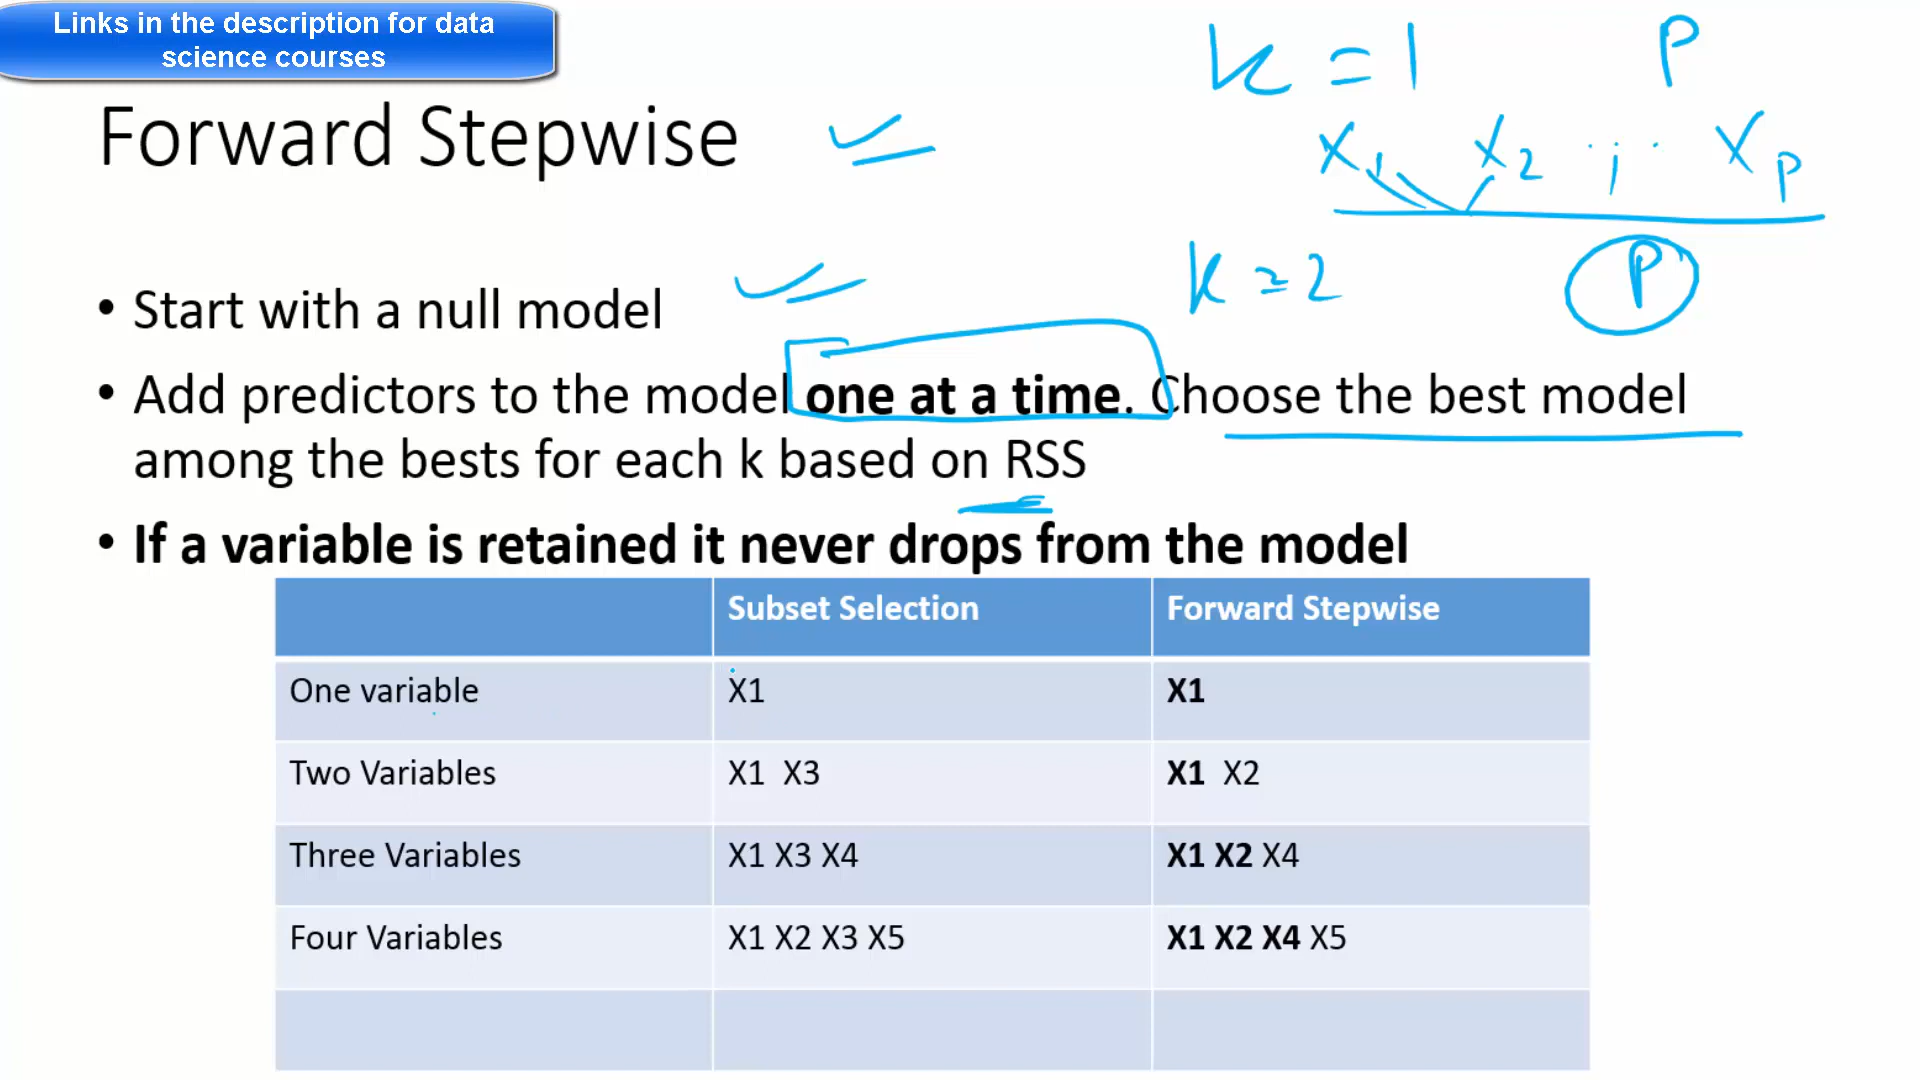 Links in the description for data
science courses
k = 1 P
Forward Stepwise
X1 X2 . . . Xp
k = 2 P
• Start with a null model
• Add predictors to the model one at a time. Choose the best model
among the bests for each k based on RSS
• If a variable is retained it never drops from the model
Subset Selection Forward Stepwise
One variable X1 X1
Two Variables X1 X3 X1 X2
Three Variables X1 X3 X4 X1 X2 X4
Four Variables X1 X2 X3 X5 X1 X2 X4 X5